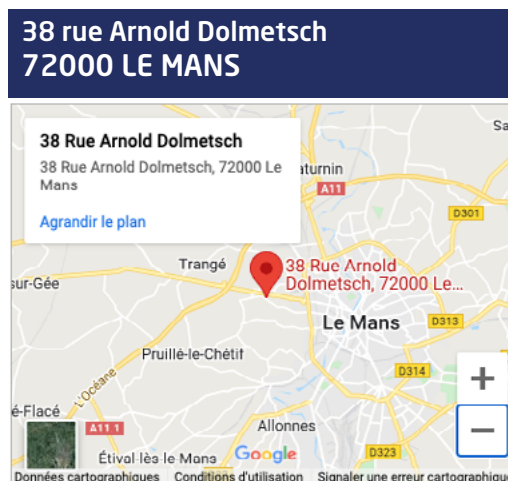 38 rue Arnold Dolmetsch
72000 LE MANS
38 Rue Arnold Dolmetsch
38 Rue Arnold Dolmetsch, 72000 Le
Mans
Agrandir le plan
Sa
aturnin
A11
D301
Trangé
38 Rue Arnold
Dolmetsch, 72000 Le...
sur-Gée
Le Mans
D313
Pruillé-le-Chétif
D314
+
L'Océane
é-Flacé
A11.1
Allonnes
−
Étival lès le Mans
Google
D323
Données cartographiques
Conditions d'utilisation
Signaler une erreur cartographique